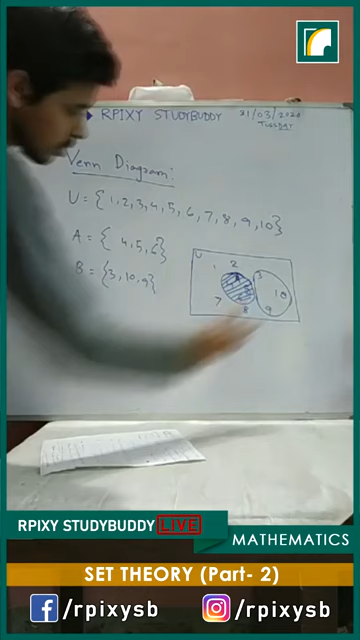 ▸ RPIXY STUDYBUDDY
21/03/2020
TUESDAY
Venn Diagram:
U = {1, 2, 3, 4, 5, 6, 7, 8, 9, 10}
A = { 4, 5, 6}
B = {3, 10, 9}
U
1 2
3
10
7 8 9
RPIXY STUDYBUDDY LIVE
MATHEMATICS
SET THEORY (Part- 2)
/rpixysb /rpixysb